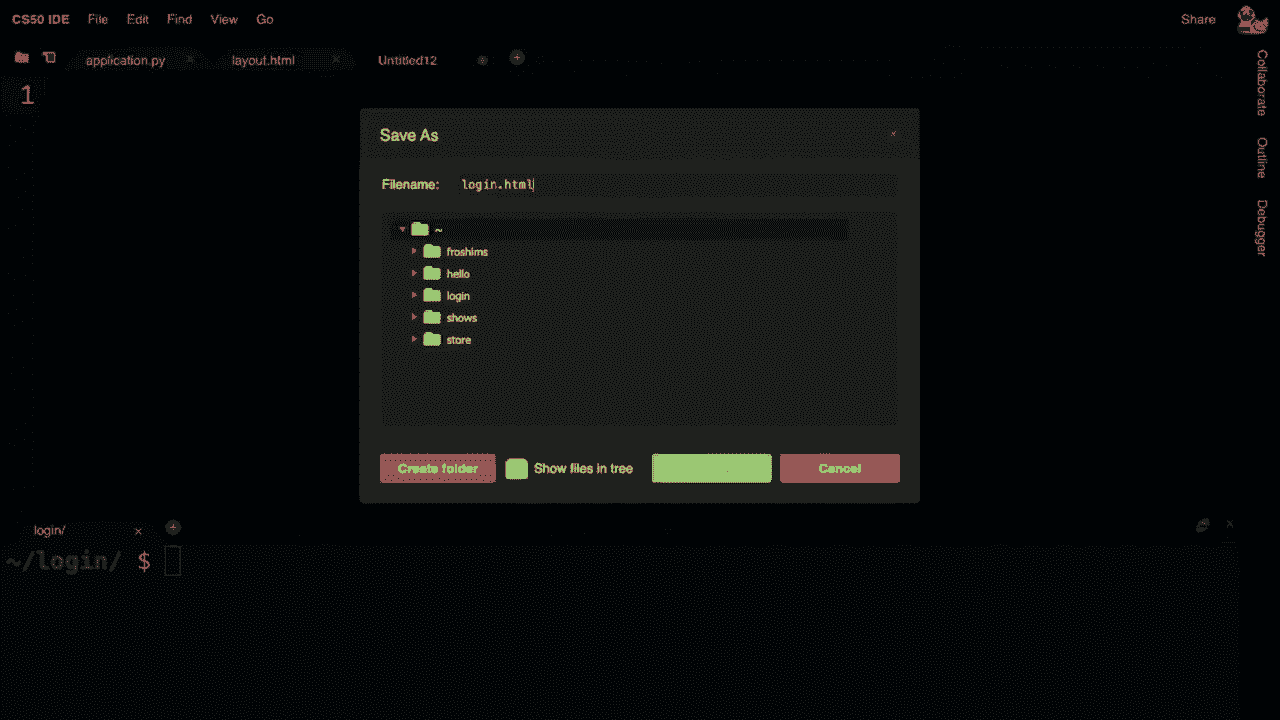 CS50 IDE File Edit Find View Go Share
application.py layout.html Untitled12
1
Collaborate
Outline
Debugger
Save As
Filename: login.html
~
froshims
hello
login
shows
store
Create folder Show files in tree Cancel
login/
~/login/ $